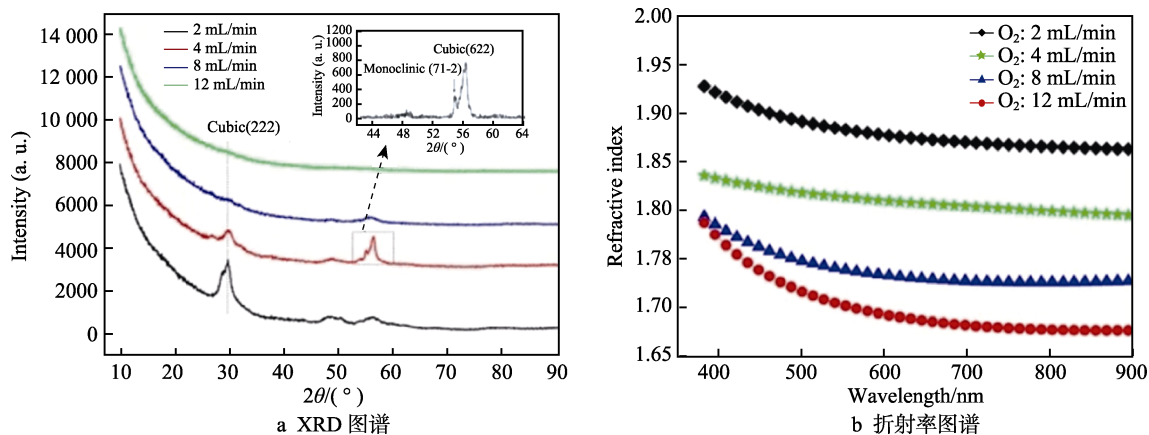 14 000
12 000
10 000
8000
6000
4000
2000
0
Intensity (a. u.)
2 mL/min
4 mL/min
8 mL/min
12 mL/min
Cubic(222)
1200
1000
800
600
400
200
0
Intensity (a. u.)
Cubic(622)
Monoclinic (71-2)
44 48 52 56 60 64
2θ/( ° )
10 20 30 40 50 60 70 80 90
2θ/( ° )
a XRD 图谱
2.00
1.95
1.90
1.85
1.80
1.78
1.70
1.65
Refractive index
O₂: 2 mL/min
O₂: 4 mL/min
O₂: 8 mL/min
O₂: 12 mL/min
400 500 600 700 800 900
Wavelength/nm
b 折射率图谱